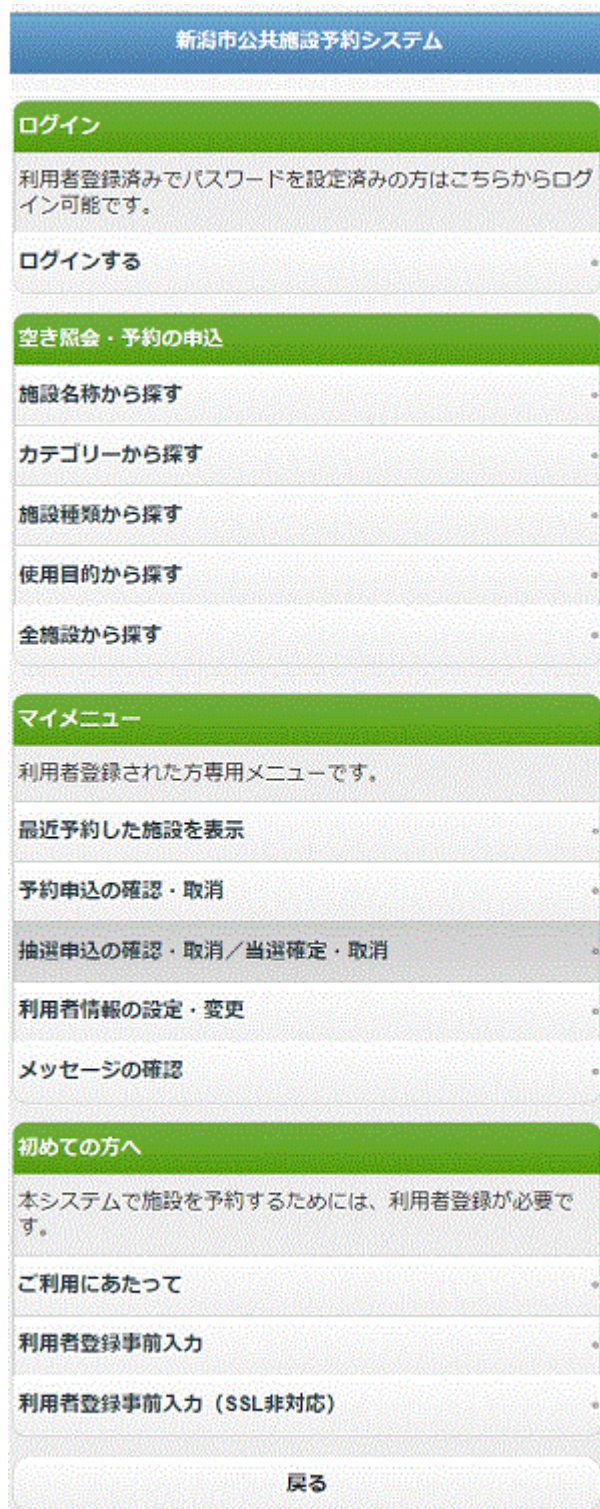 新潟市公共施設予約システム
ログイン
利用者登録済みでパスワードを設定済みの方はこちらからログ
イン可能です。
ログインする
空き照会・予約の申込
施設名称から探す
カテゴリーから探す
施設種類から探す
使用目的から探す
全施設から探す
マイメニュー
利用者登録された方専用メニューです。
最近予約した施設を表示
予約申込の確認・取消
抽選申込の確認・取消／当選確定・取消
利用者情報の設定・変更
メッセージの確認
初めての方へ
本システムで施設を予約するためには、利用者登録が必要で
す。
ご利用にあたって
利用者登録事前入力
利用者登録事前入力（SSL非対応）
戻る